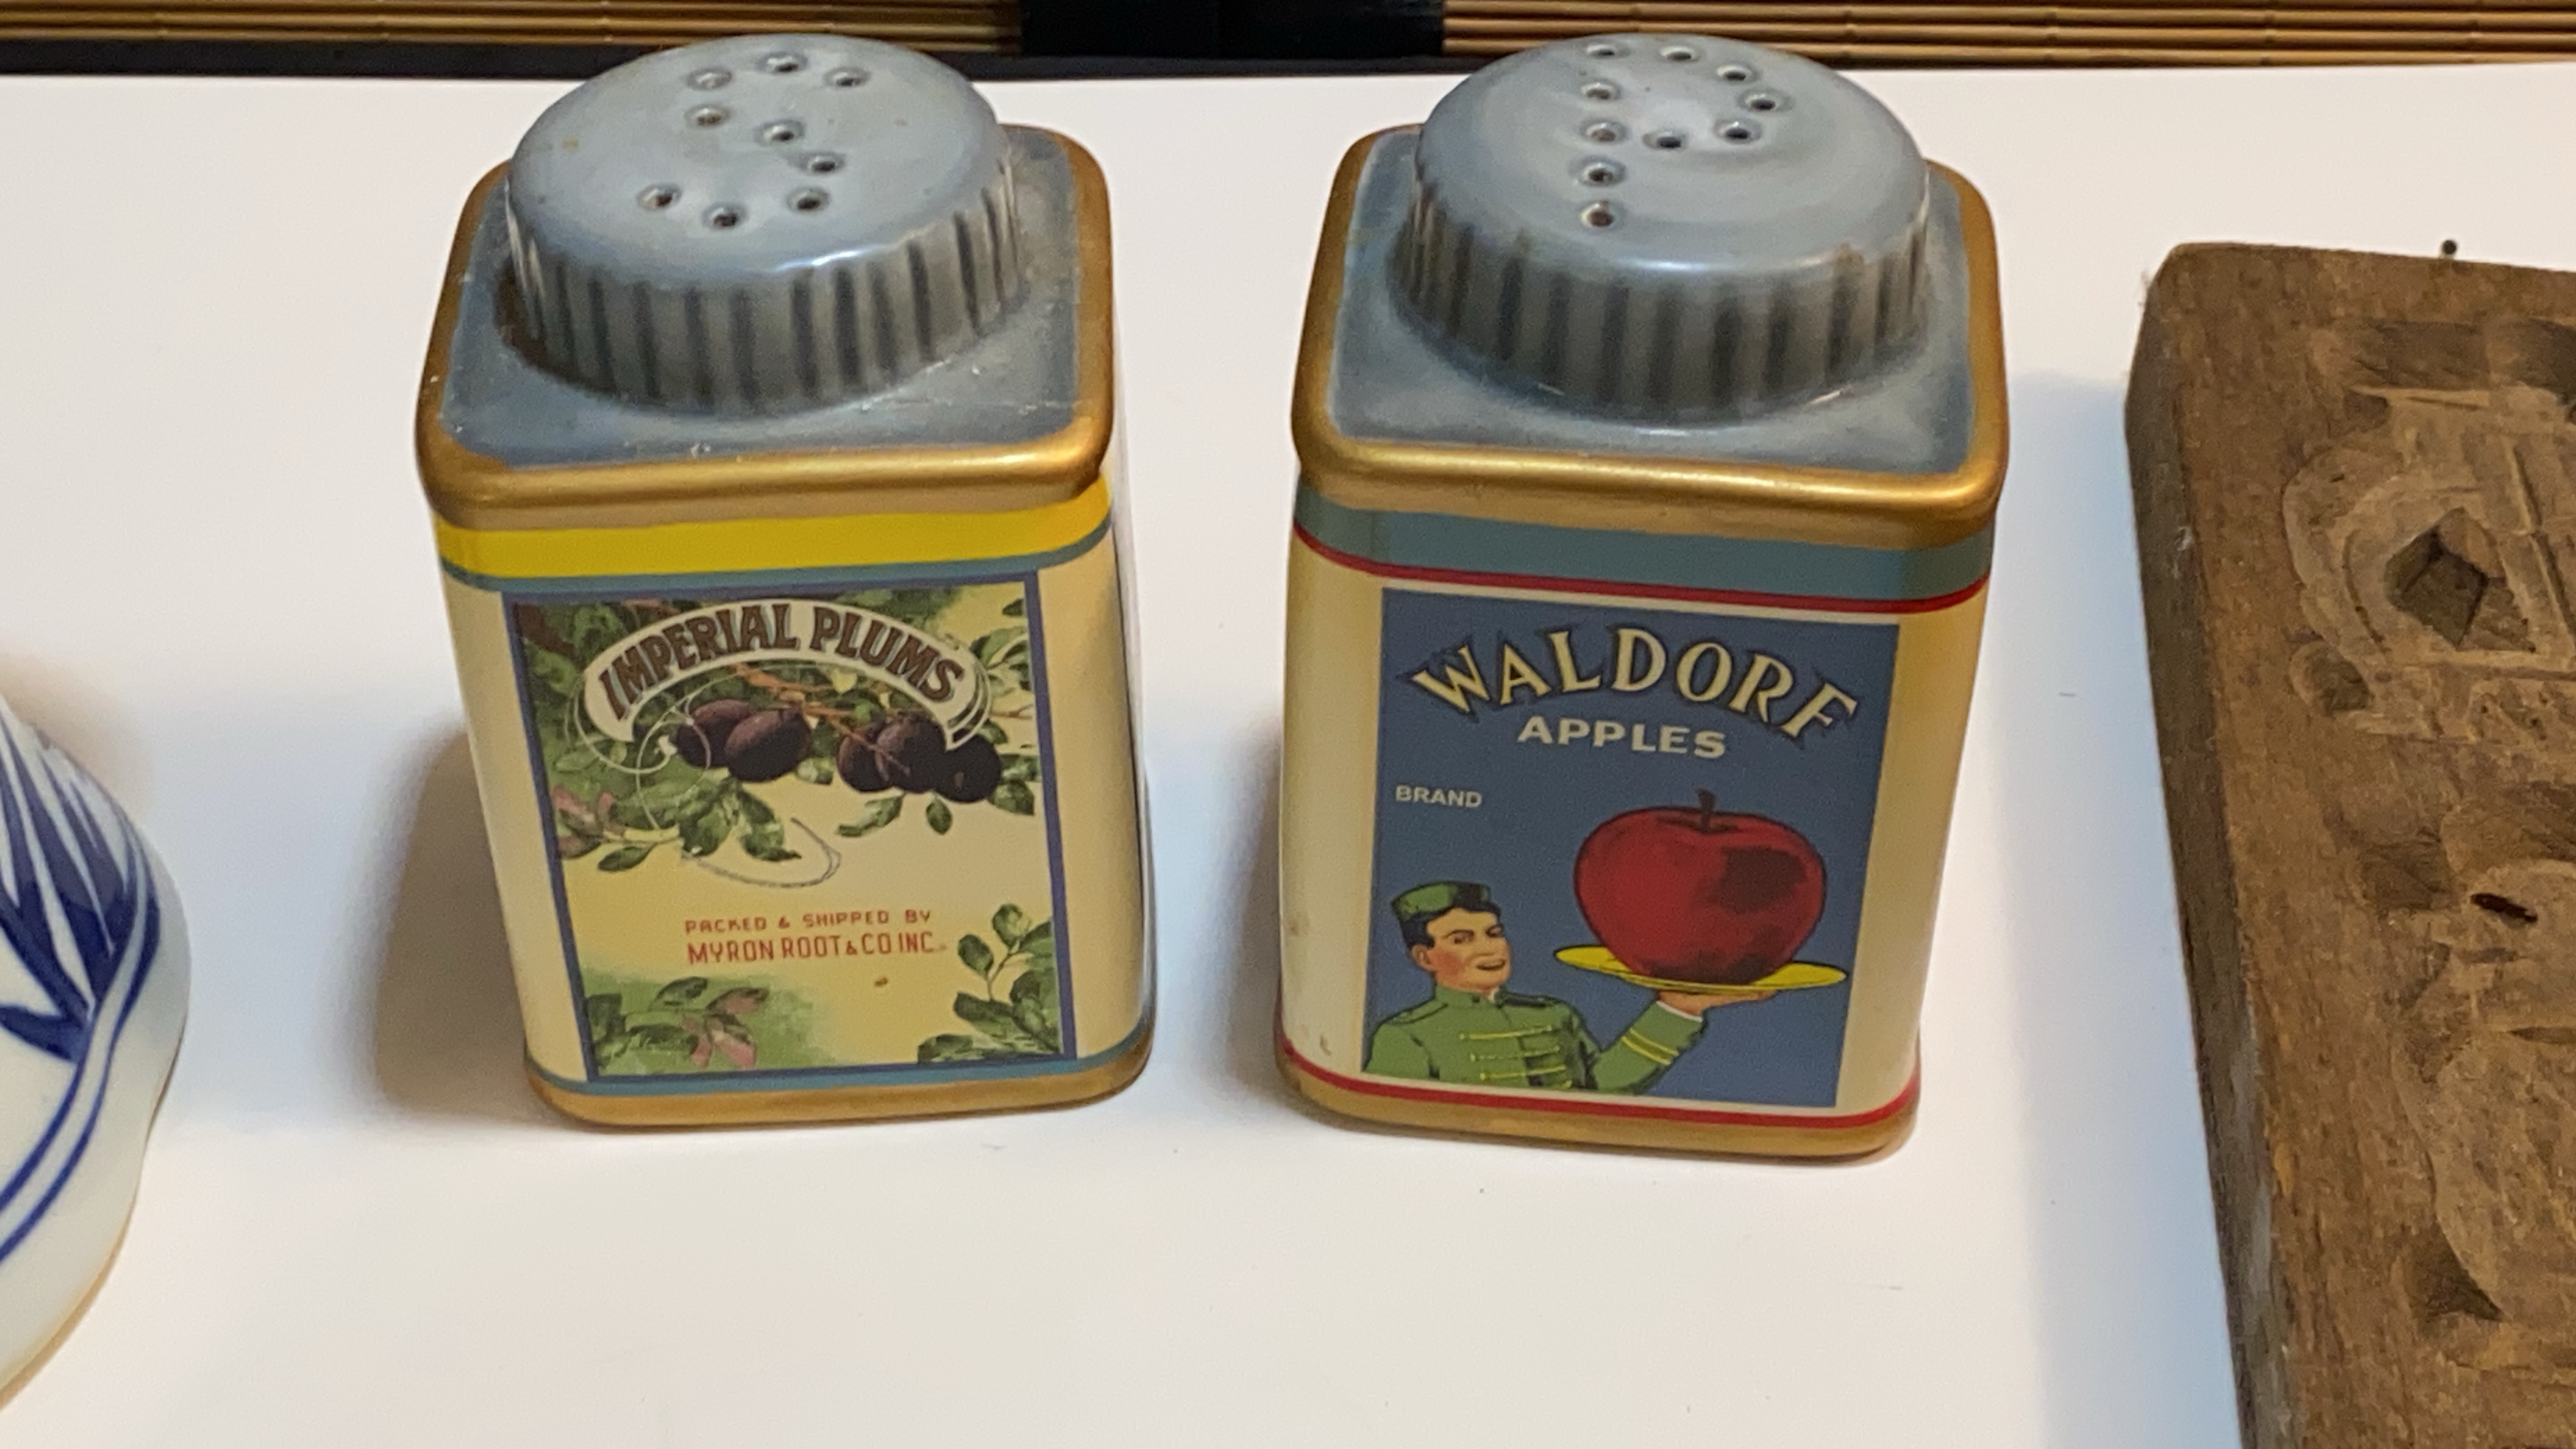 S
P
IMPERIAL PLUMS
PACKED & SHIPPED BY
MYRON ROOT & CO INC.
WALDORF
APPLES
BRAND